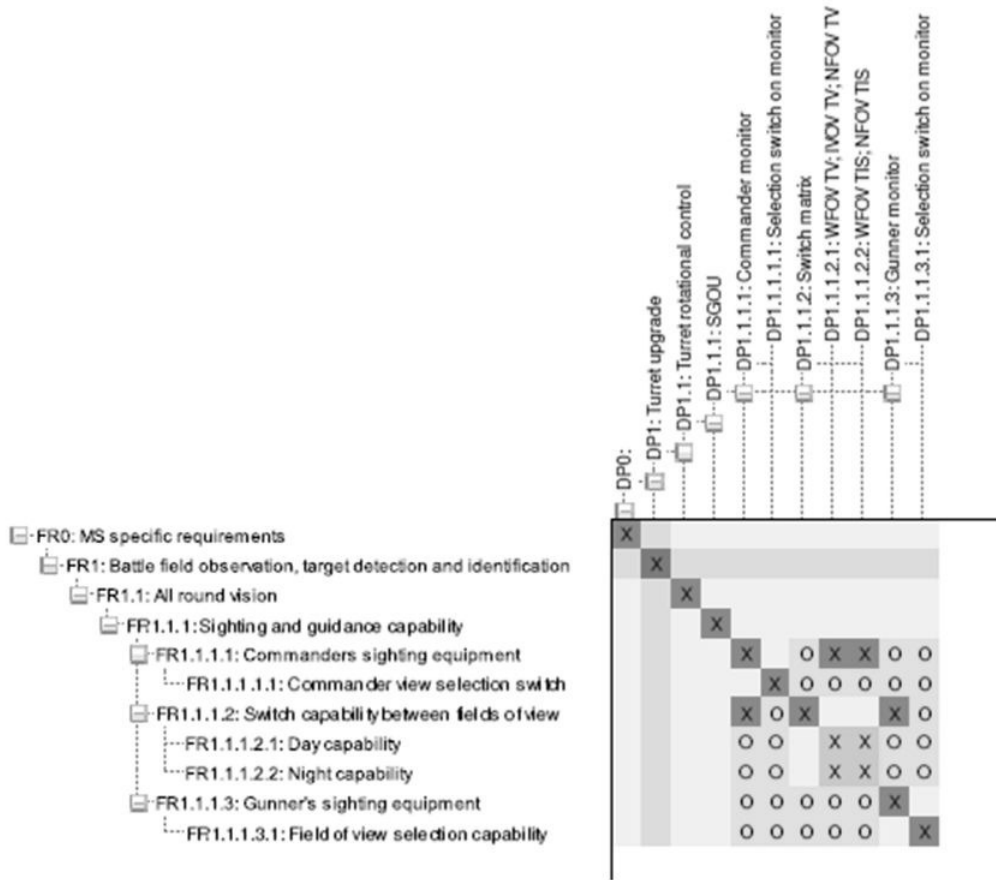 DP0:
DP1: Turret upgrade
DP1.1: Turret rotational control
DP1.1.1: SGOU
DP1.1.1.1: Commander monitor
DP1.1.1.1.1: Selection switch on monitor
DP1.1.1.2: Switch matrix
DP1.1.1.2.1: WFOV TV; IVOV TV; NFOV TV
DP1.1.1.2.2: WFOV TIS; NFOV TIS
DP1.1.1.3: Gunner monitor
DP1.1.1.3.1: Selection switch on monitor
FR0: MS specific requirements X
FR1: Battle field observation, target detection and identification X
FR1.1: All round vision X
FR1.1.1:Sighting and guidance capability X
FR1.1.1.1: Commanders sighting equipment X O X X O O
FR1.1.1.1.1: Commander view selection switch X O O O O O
FR1.1.1.2: Switch capability between fields of view X O X X O
FR1.1.1.2.1: Day capability O O X X O O
FR1.1.1.2.2: Night capability O O X X O O
FR1.1.1.3: Gunner's sighting equipment O O O O O X
FR1.1.1.3.1: Field of view selection capability O O O O O X